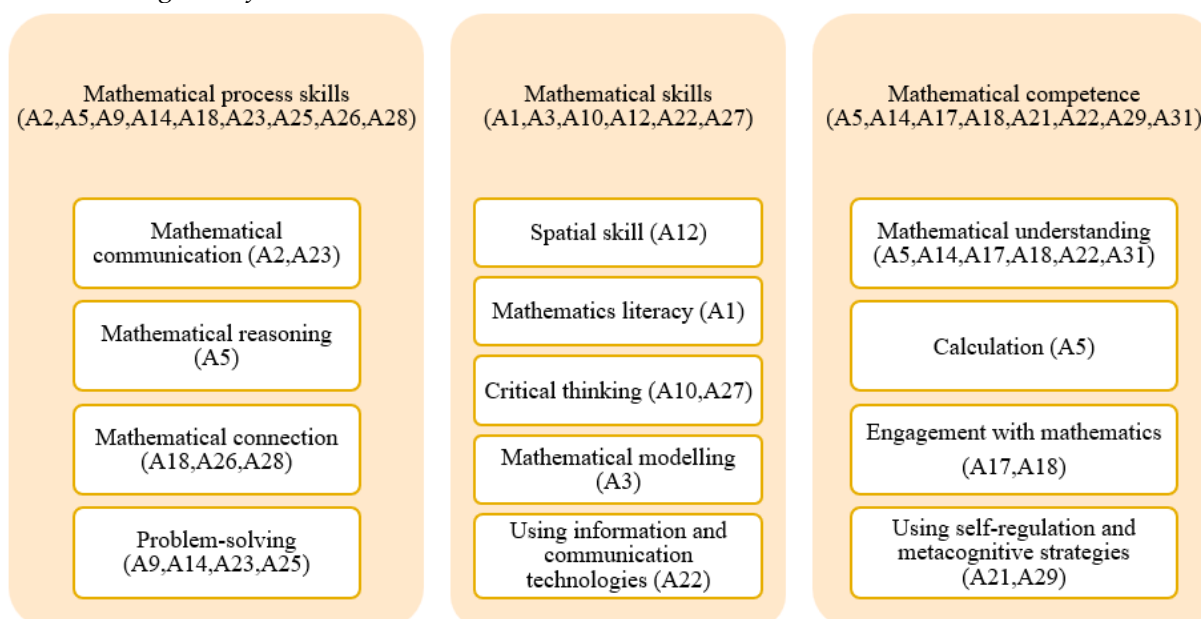 Mathematical process skills
(A2,A5,A9,A14,A18,A23,A25,A26,A28)
Mathematical
communication (A2,A23)
Mathematical reasoning
(A5)
Mathematical connection
(A18,A26,A28)
Problem-solving
(A9,A14,A23,A25)
Mathematical skills
(A1,A3,A10,A12,A22,A27)
Spatial skill (A12)
Mathematics literacy (A1)
Critical thinking (A10,A27)
Mathematical modelling
(A3)
Using information and
communication
technologies (A22)
Mathematical competence
(A5,A14,A17,A18,A21,A22,A29,A31)
Mathematical understanding
(A5,A14,A17,A18,A22,A31)
Calculation (A5)
Engagement with mathematics
(A17,A18)
Using self-regulation and
metacognitive strategies
(A21,A29)